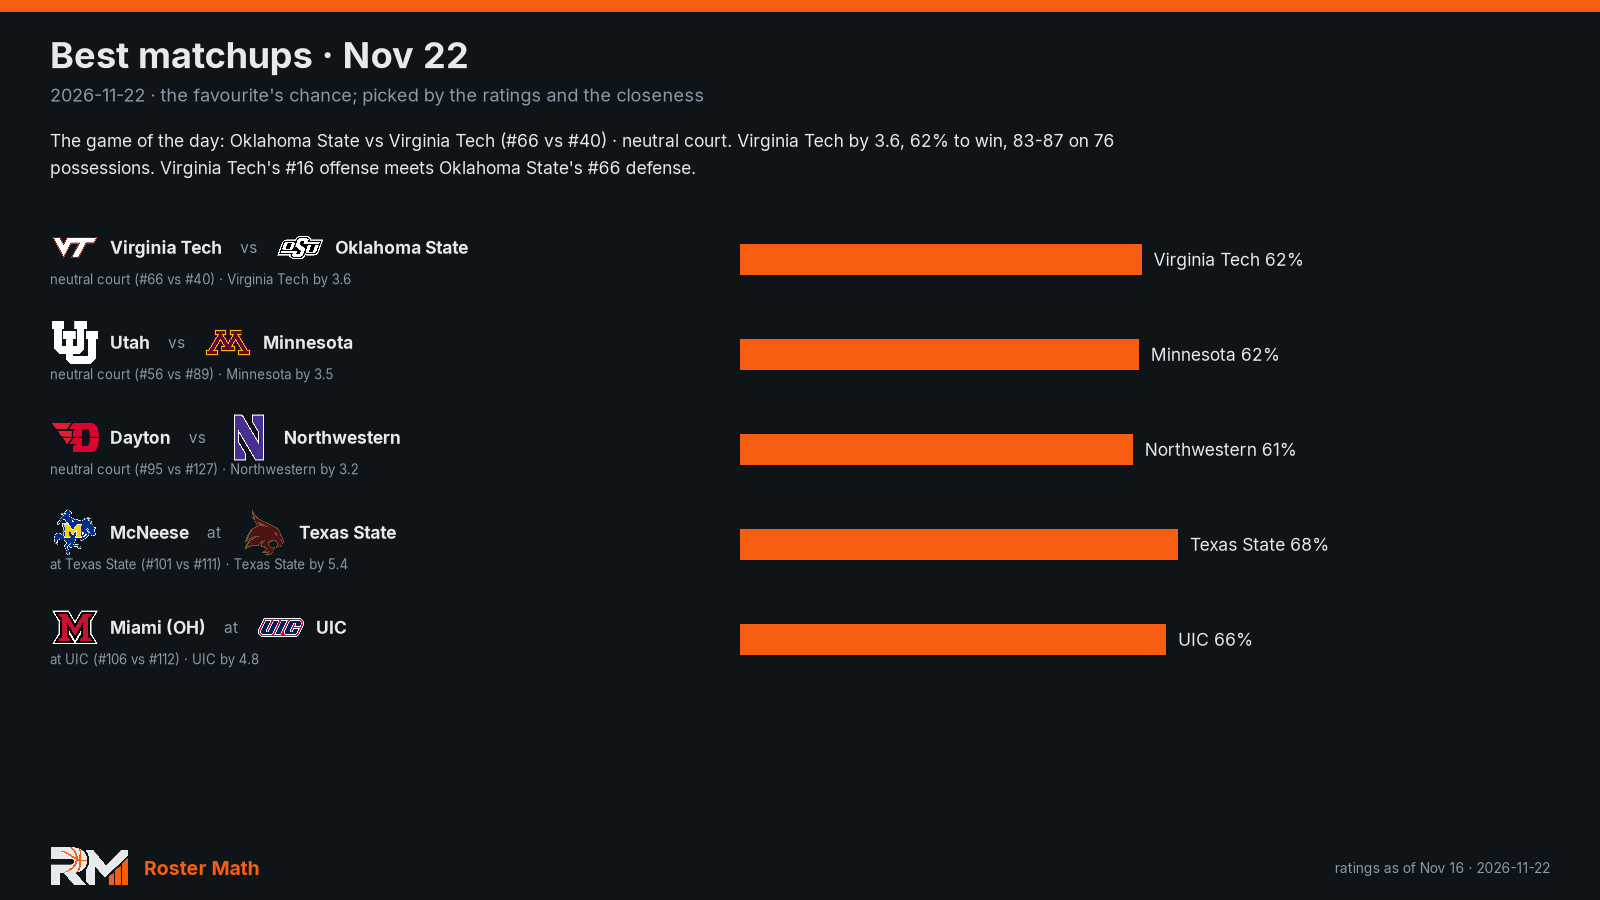 Best matchups · Nov 22
2026-11-22 · the favourite's chance; picked by the ratings and the closeness
The game of the day: Oklahoma State vs Virginia Tech (#66 vs #40) · neutral court. Virginia Tech by 3.6, 62% to win, 83-87 on 76
possessions. Virginia Tech's #16 offense meets Oklahoma State's #66 defense.
VT Virginia Tech vs OSU Oklahoma State
neutral court (#66 vs #40) · Virginia Tech by 3.6
Virginia Tech 62%
UU Utah vs M Minnesota
neutral court (#56 vs #89) · Minnesota by 3.5
Minnesota 62%
D Dayton vs N Northwestern
neutral court (#95 vs #127) · Northwestern by 3.2
Northwestern 61%
M McNeese at Texas State
at Texas State (#101 vs #111) · Texas State by 5.4
Texas State 68%
M Miami (OH) at UIC UIC
at UIC (#106 vs #112) · UIC by 4.8
UIC 66%
RM Roster Math
ratings as of Nov 16 · 2026-11-22